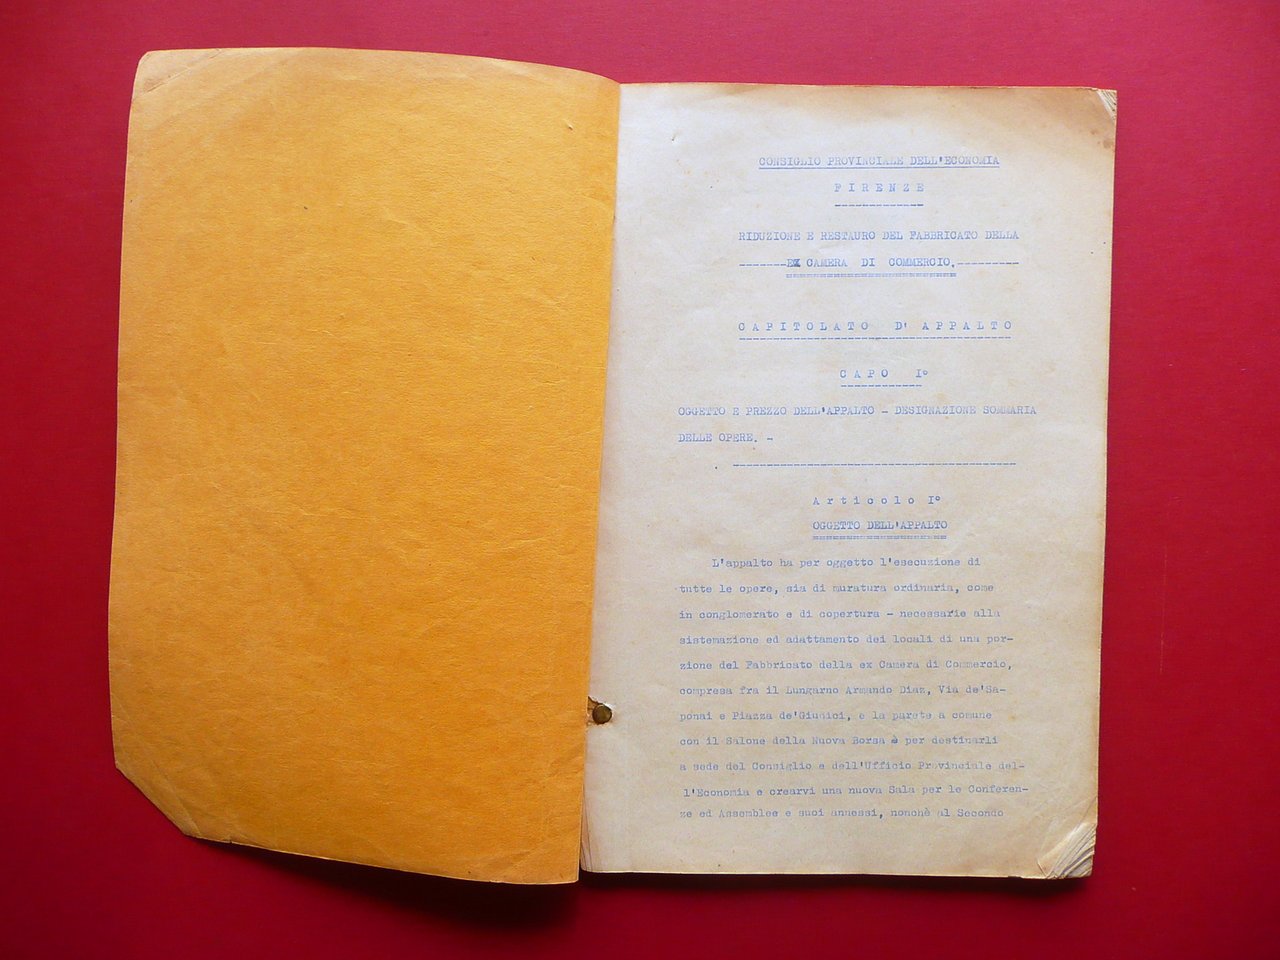 CONSIGLIO PROVINCIALE DELL'ECONOMIA
F I R E N Z E
RIDUZIONE E RESTAURO DEL FABBRICATO DELLA
EX CAMERA DI COMMERCIO.
C A P I T O L A T O D' A P P A L T O
C A P O I°
OGGETTO E PREZZO DELL'APPALTO - DESIGNAZIONE SOMMARIA
DELLE OPERE. -
A r t i c o l o I°
OGGETTO DELL'APPALTO
L'appalto ha per oggetto l'esecuzione di
tutte le opere, sia di muratura ordinaria, come
in conglomerato e di copertura - necessarie alla
sistemazione ed adattamento dei locali di una por-
zione del Fabbricato della ex Camera di Commercio,
compresa fra il Lungarno Armando Diaz, Via de'Sa-
ponai e Piazza de'Giudici, e la parete a comune
con il Salone della Nuova Borsa è per destinarli
a sede del Consiglio e dell'Ufficio Provinciale del-
l'Economia e crearvi una nuova Sala per le Conferen-
ze ed Assemblee e suoi annessi, nonchè al Secondo